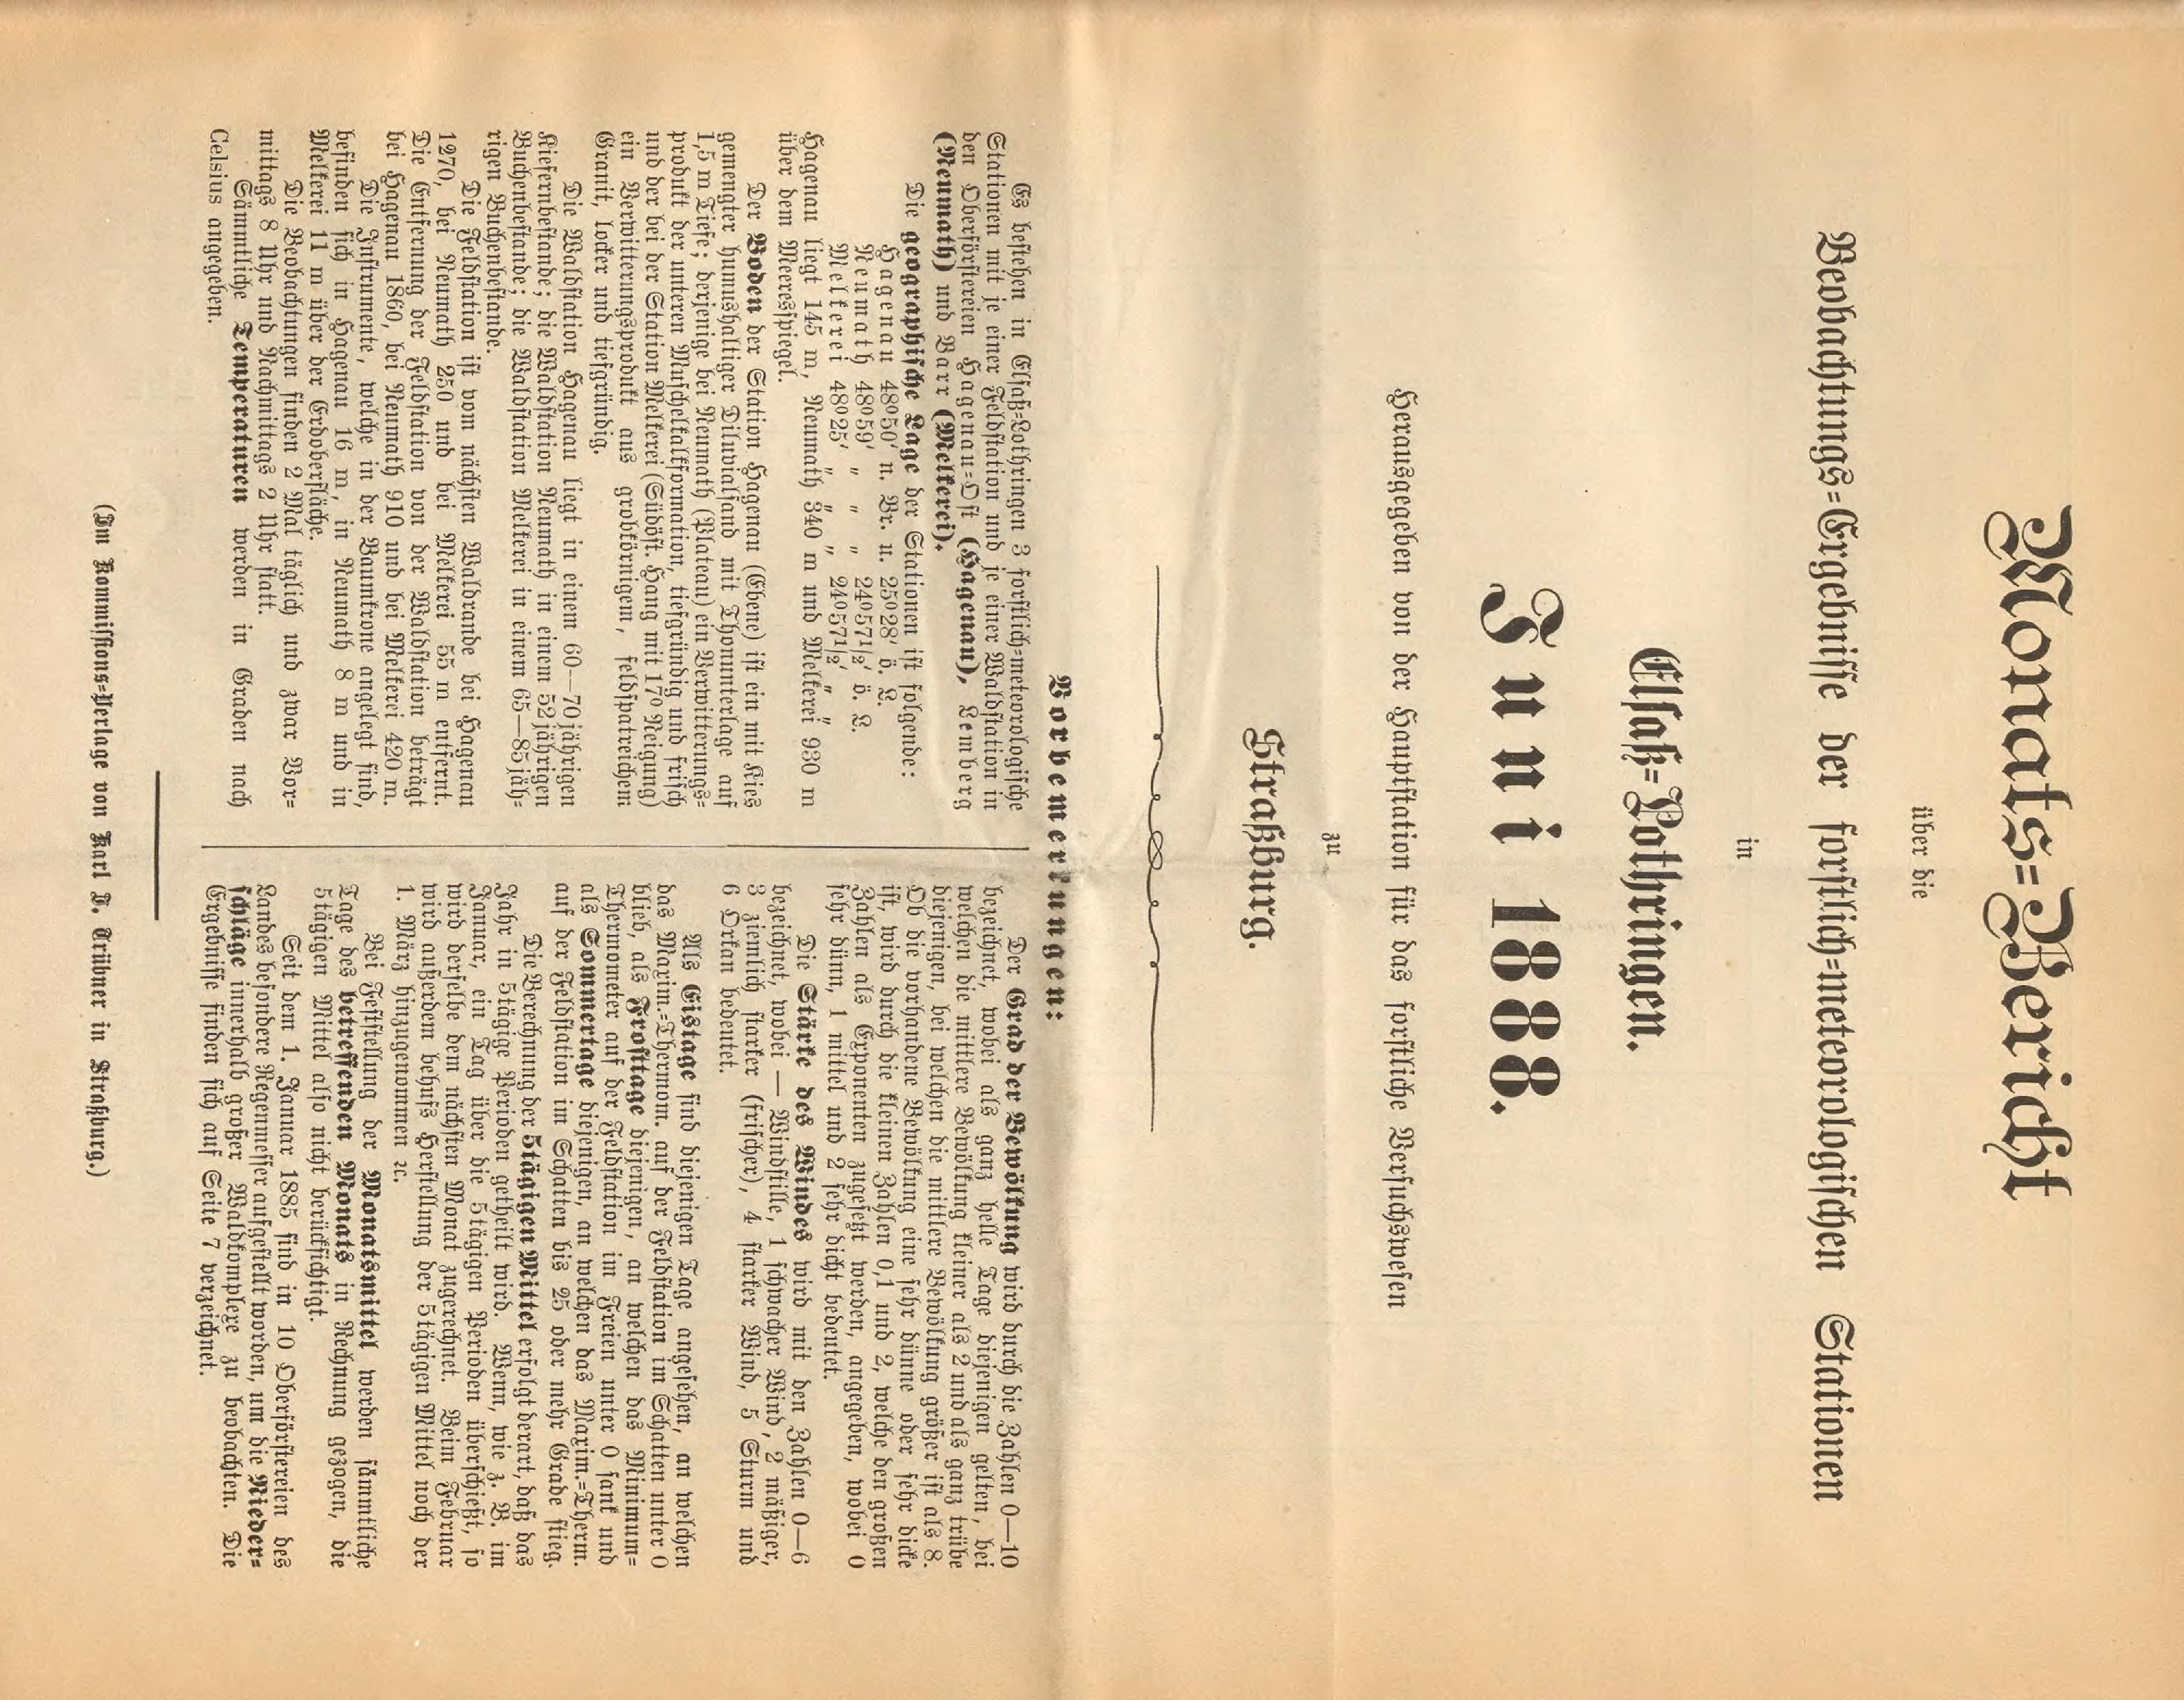 Monats-Bericht
über die
Beobachtungs-Ergebnisse der forstlich-meteorologischen Stationen
in
Elsaß-Lothringen.
Juni 1888.
Herausgegeben von der Hauptstation für das forstliche Versuchswesen
zu
Straßburg.
Vorbemerkungen:
Es bestehen in Elsaß-Lothringen 3 forstlich-meteorologische
Stationen mit je einer Feldstation und je einer Waldstation in
den Oberförstereien Hagenau-Ost (Hagenau), Lemberg
(Neumath) und Barr (Melkerei).
Die geographische Lage der Stationen ist folgende:
Hagenau 48°50′ n. Br. u. 25°28′ ö. L.
Neumath 48°59′ „ „ „ 24°57 1/2′ ö. L.
Melkerei 48°25′ „ „ „ 24°57 1/2′ „ „
Hagenau liegt 145 m, Neumath 340 m und Melkerei 930 m
über dem Meeresspiegel.
Der Boden der Station Hagenau (Ebene) ist ein mit Kies
gemengter humushaltiger Diluvialsand mit Thonunterlage auf
1,5 m Tiefe; derjenige bei Neumath (Plateau) ein Verwitterungs-
produkt der unteren Muschelkalkformation, tiefgründig und frisch
und der bei der Station Melkerei (Südöstl. Hang mit 17° Neigung)
ein Verwitterungsprodukt aus grobkörnigem, feldspatreichem
Granit, locker und tiefgründig.
Die Waldstation Hagenau liegt in einem 60—70jährigen
Kiefernbestande; die Waldstation Neumath in einem 52jährigen
Buchenbestande; die Waldstation Melkerei in einem 65—85jäh-
rigen Buchenbestande.
Die Feldstation ist vom nächsten Waldrande bei Hagenau
1270, bei Neumath 250 und bei Melkerei 55 m entfernt.
Die Entfernung der Feldstation von der Waldstation beträgt
bei Hagenau 1860, bei Neumath 910 und bei Melkerei 420 m.
Die Instrumente, welche in der Baumkrone angelegt sind,
befinden sich in Hagenau 16 m, in Neumath 8 m und in
Melkerei 11 m über der Erdoberfläche.
Die Beobachtungen finden 2 Mal täglich und zwar Vor-
mittags 8 Uhr und Nachmittags 2 Uhr statt.
Sämmtliche Temperaturen werden in Graden nach
Celsius angegeben.
Der Grad der Bewölkung wird durch die Zahlen 0—10
bezeichnet, wobei als ganz helle Tage diejenigen gelten, bei
welchen die mittlere Bewölkung kleiner als 2 und als ganz trübe
diejenigen, bei welchen die mittlere Bewölkung größer ist als 8.
Ob die vorhandene Bewölkung eine sehr dünne oder sehr dicke
ist, wird durch die kleinen Zahlen 0,1 und 2, welche den großen
Zahlen als Exponenten zugesetzt werden, angegeben, wobei 0
sehr dünn, 1 mittel und 2 sehr dicht bedeutet.
Die Stärke des Windes wird mit den Zahlen 0—6
bezeichnet, wobei — Windstille, 1 schwacher Wind, 2 mäßiger,
3 ziemlich starker (frischer), 4 starker Wind, 5 Sturm und
6 Orkan bedeutet.
Als Eistage sind diejenigen Tage angesehen, an welchen
das Maxim.-Thermom. auf der Feldstation im Schatten unter 0
blieb, als Frosttage diejenigen, an welchen das Minimum-
Thermometer auf der Feldstation im Freien unter 0 sank und
als Sommertage diejenigen, an welchen das Maxim.-Therm.
auf der Feldstation im Schatten bis 25 oder mehr Grade stieg.
Die Berechnung der 5tägigen Mittel erfolgt derart, daß das
Jahr in 5tägige Perioden getheilt wird. Wenn, wie z. B. im
Januar, ein Tag über die 5tägigen Perioden überschießt, so
wird derselbe dem nächsten Monat zugerechnet. Beim Februar
wird außerdem behufs Herstellung der 5tägigen Mittel noch der
1. März hinzugenommen ꝛc.
Bei Feststellung der Monatsmittel werden sämmtliche
Tage des betreffenden Monats in Rechnung gezogen, die
5tägigen Mittel also nicht berücksichtigt.
Seit dem 1. Januar 1885 sind in 10 Oberförstereien des
Landes besondere Regenmesser aufgestellt worden, um die Nieder-
schläge innerhalb großer Waldkomplexe zu beobachten. Die
Ergebnisse finden sich auf Seite 7 verzeichnet.
(Im Kommissions-Verlage von Karl J. Trübner in Straßburg.)